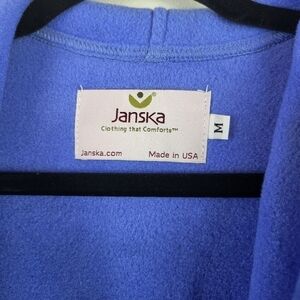 Janska
Clothing that Comforts™
Janska.com Made in USA
M